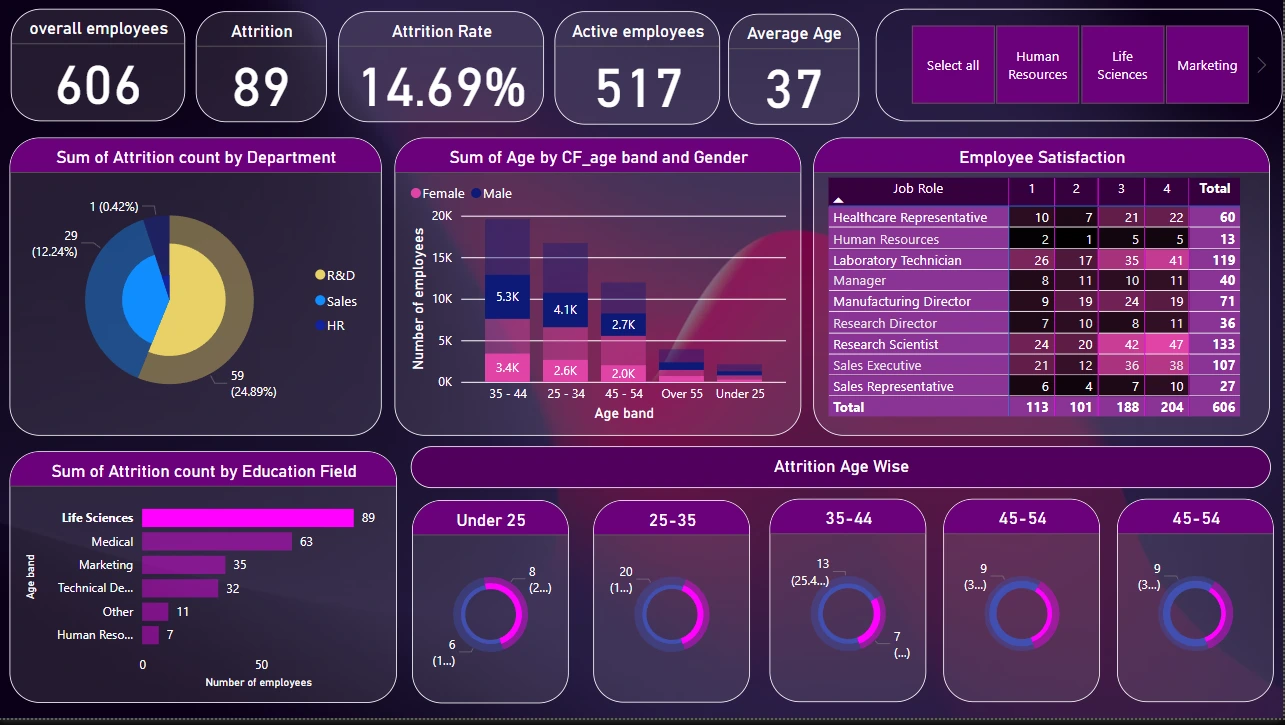 overall employees
606
Attrition
89
Attrition Rate
14.69%
Active employees
517
Average Age
37
Select all
Human
Resources
Life
Sciences
Marketing
Sum of Attrition count by Department
1 (0.42%)
29
(12.24%)
59
(24.89%)
R&D
Sales
HR
Sum of Age by CF_age band and Gender
Female Male
Number of employees
20K
15K
10K
5K
0K
5.3K
3.4K
4.1K
2.6K
2.7K
2.0K
35 - 44 25 - 34 45 - 54 Over 55 Under 25
Age band
Employee Satisfaction
Job Role 1 2 3 4 Total
Healthcare Representative 10 7 21 22 60
Human Resources 2 1 5 5 13
Laboratory Technician 26 17 35 41 119
Manager 8 11 10 11 40
Manufacturing Director 9 19 24 19 71
Research Director 7 10 8 11 36
Research Scientist 24 20 42 47 133
Sales Executive 21 12 36 38 107
Sales Representative 6 4 7 10 27
Total 113 101 188 204 606
Sum of Attrition count by Education Field
Age band
Life Sciences 89
Medical 63
Marketing 35
Technical De... 32
Other 11
Human Reso... 7
0 50
Number of employees
Attrition Age Wise
Under 25
8
(2...)
6
(1...)
25-35
20
(1...)
35-44
13
(25.4...)
7
(...)
45-54
9
(3...)
45-54
9
(3...)